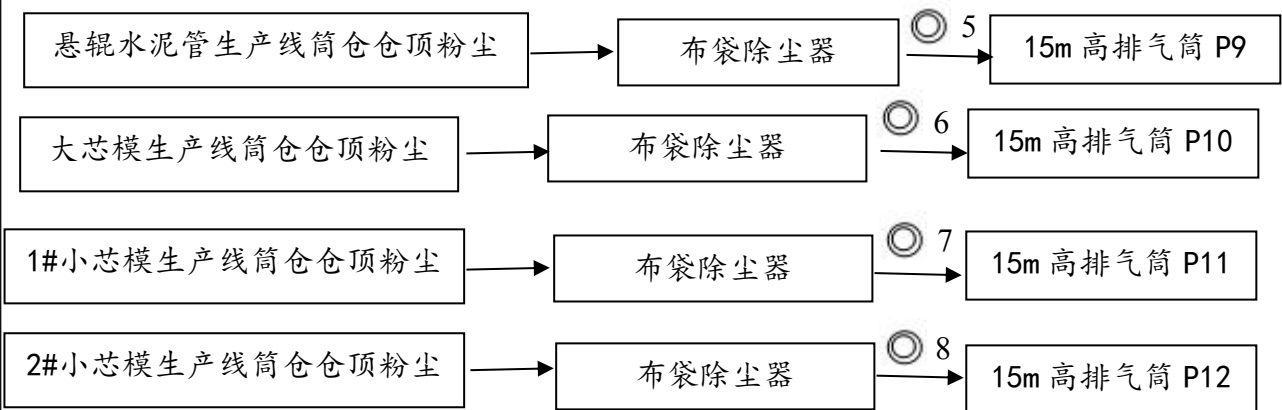 悬辊水泥管生产线筒仓仓顶粉尘 布袋除尘器 ◎ 5 15m 高排气筒 P9
大芯模生产线筒仓仓顶粉尘 布袋除尘器 ◎ 6 15m 高排气筒 P10
1#小芯模生产线筒仓仓顶粉尘 布袋除尘器 ◎ 7 15m 高排气筒 P11
2#小芯模生产线筒仓仓顶粉尘 布袋除尘器 ◎ 8 15m 高排气筒 P12